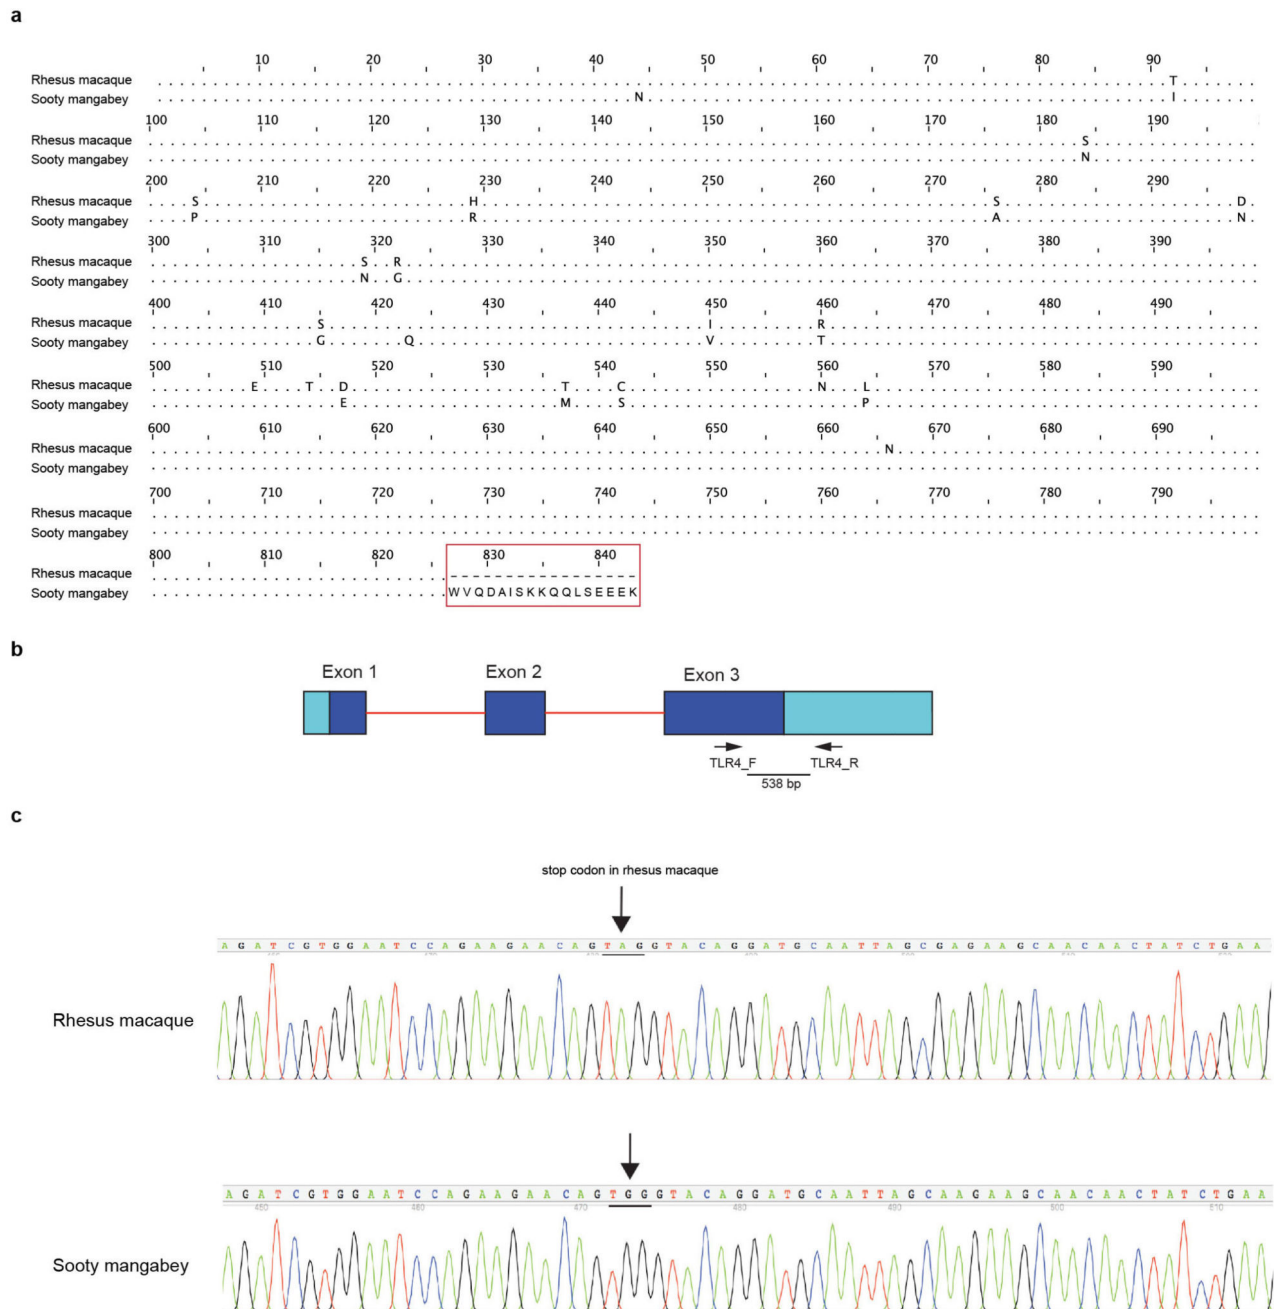 a
10 20 30 40 50 60 70 80 90
Rhesus macaque T
Sooty mangabey N I
100 110 120 130 140 150 160 170 180 190
Rhesus macaque S
Sooty mangabey N
200 210 220 230 240 250 260 270 280 290
Rhesus macaque S H S D
Sooty mangabey P R A N
300 310 320 330 340 350 360 370 380 390
Rhesus macaque S R
Sooty mangabey N G
400 410 420 430 440 450 460 470 480 490
Rhesus macaque S I R
Sooty mangabey G Q V T
500 510 520 530 540 550 560 570 580 590
Rhesus macaque E T D T C N L
Sooty mangabey E M S P
600 610 620 630 640 650 660 670 680 690
Rhesus macaque N
Sooty mangabey
700 710 720 730 740 750 760 770 780 790
Rhesus macaque
Sooty mangabey
800 810 820 830 840
Rhesus macaque - - - - - - - - - - - - - - - - -
Sooty mangabey W V Q D A I S K K Q Q L S E E E K
b
Exon 1 Exon 2 Exon 3
TLR4_F TLR4_R
538 bp
c
stop codon in rhesus macaque
A G A T C G T G G A A T C C A G A A G A A C A G T A G G T A C A G G A T G C A A T T A G C G A G A A G C A A C A A C T A T C T G A A
Rhesus macaque
A G A T C G T G G A A T C C A G A A G A A C A G T G G G T A C A G G A T G C A A T T A G C A A G A A G C A A C A A C T A T C T G A A
460 470 480 490 500 510
Sooty mangabey